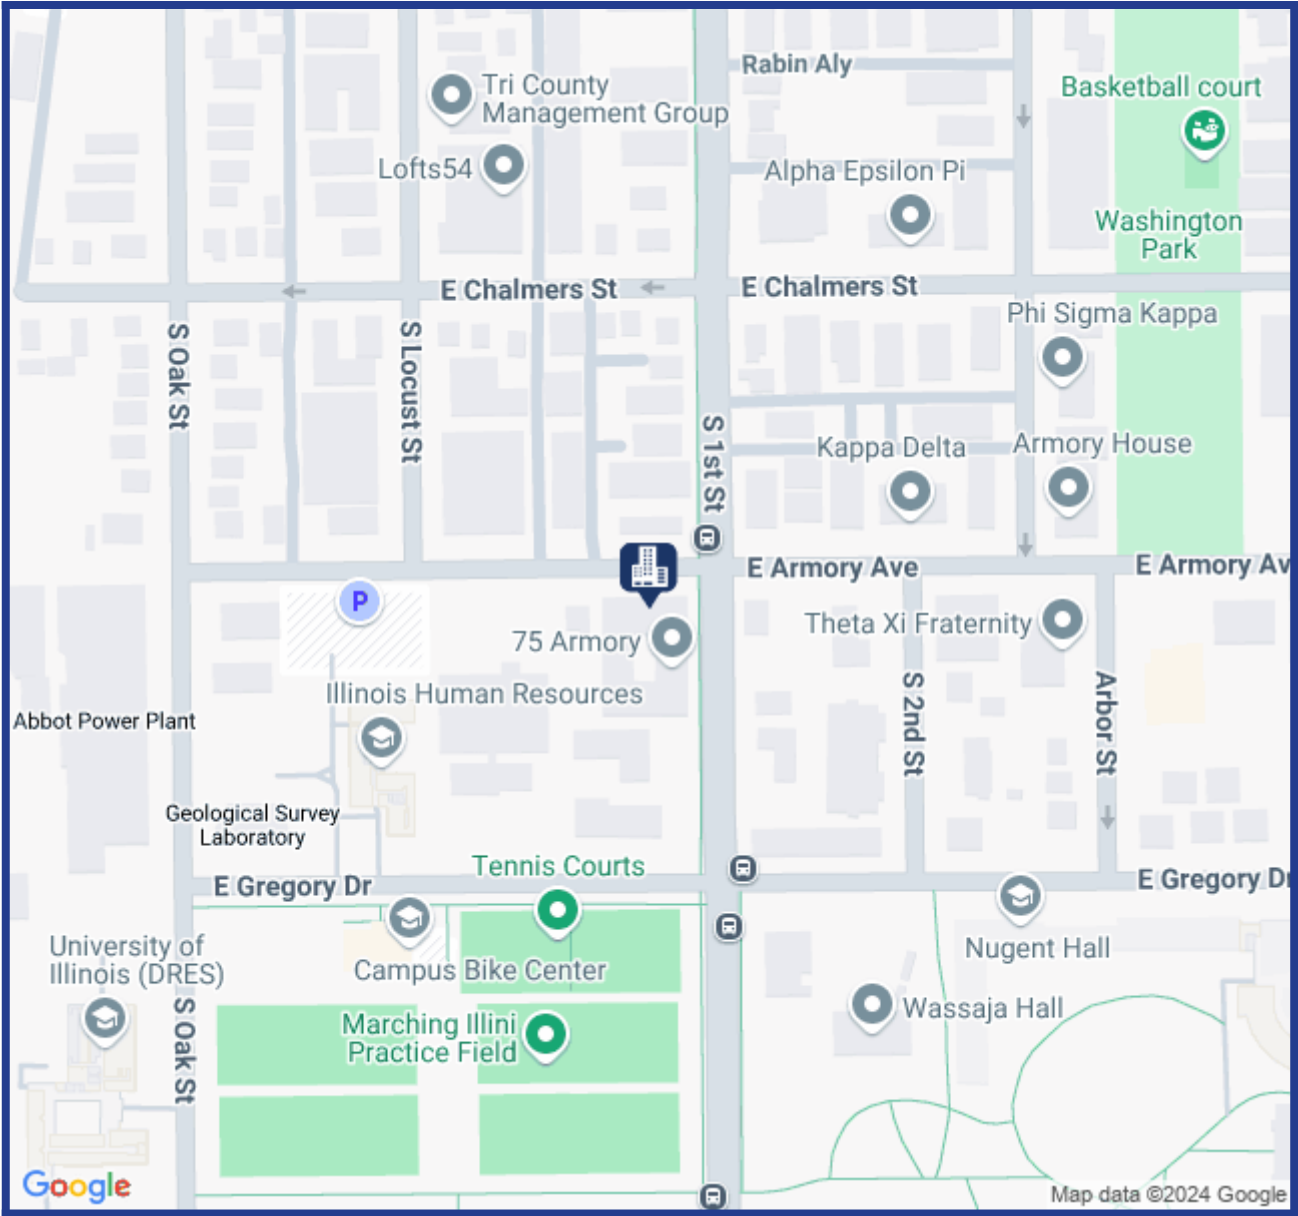 Rabin Aly
Basketball court
Tri County
Management Group
Lofts54
Alpha Epsilon Pi
Washington
Park
E Chalmers St
E Chalmers St
Phi Sigma Kappa
S Oak St
S Locust St
S 1st St
Kappa Delta
Armory House
E Armory Ave
E Armory Av
P
75 Armory
Theta Xi Fraternity
Illinois Human Resources
S 2nd St
Arbor St
Abbot Power Plant
Geological Survey
Laboratory
Tennis Courts
E Gregory Dr
E Gregory Dr
University of
Illinois (DRES)
Campus Bike Center
Nugent Hall
Wassaja Hall
Marching Illini
Practice Field
S Oak St
Google
Map data ©2024 Google